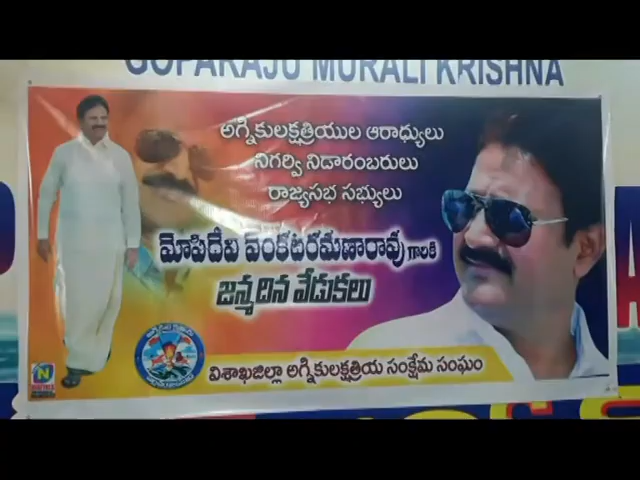 GOPARAJU MURALI KRISHNA
అగ్నికులక్షత్రియుల ఆరాధ్యులు
నిగర్వి నిడారంబరులు
రాజ్యసభ సభ్యులు
మోపిదేవి వెంకటరమణారావు గారికి
జన్మదిన వేడుకలు
విశాఖజిల్లా అగ్నికులక్షత్రియ సంక్షేమ సంఘం